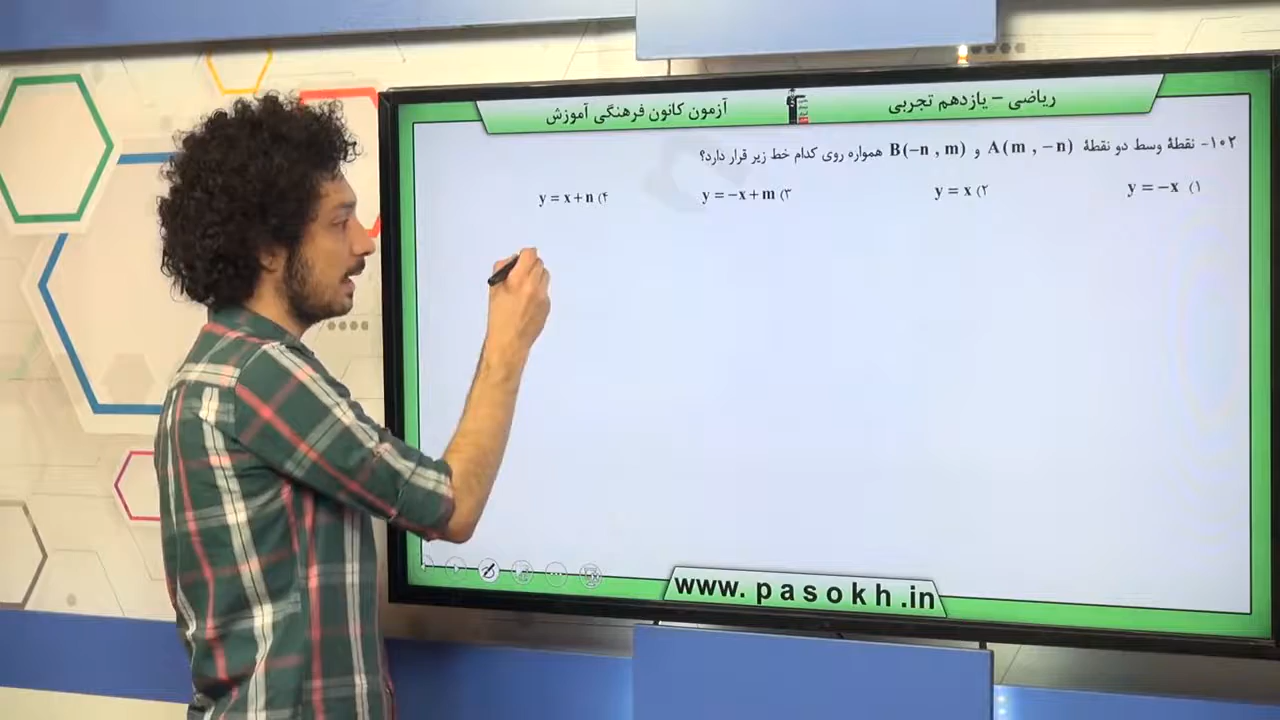 ریاضی – یازدهم تجربی
آزمون کانون فرهنگی آموزش
۱۰۲- نقطهٔ وسط دو نقطهٔ A(m , −n) و B(−n , m) همواره روی کدام خط زیر قرار دارد؟
۱) y = −x ۲) y = x ۳) y = −x + m ۴) y = x + n
www.pasokh.in